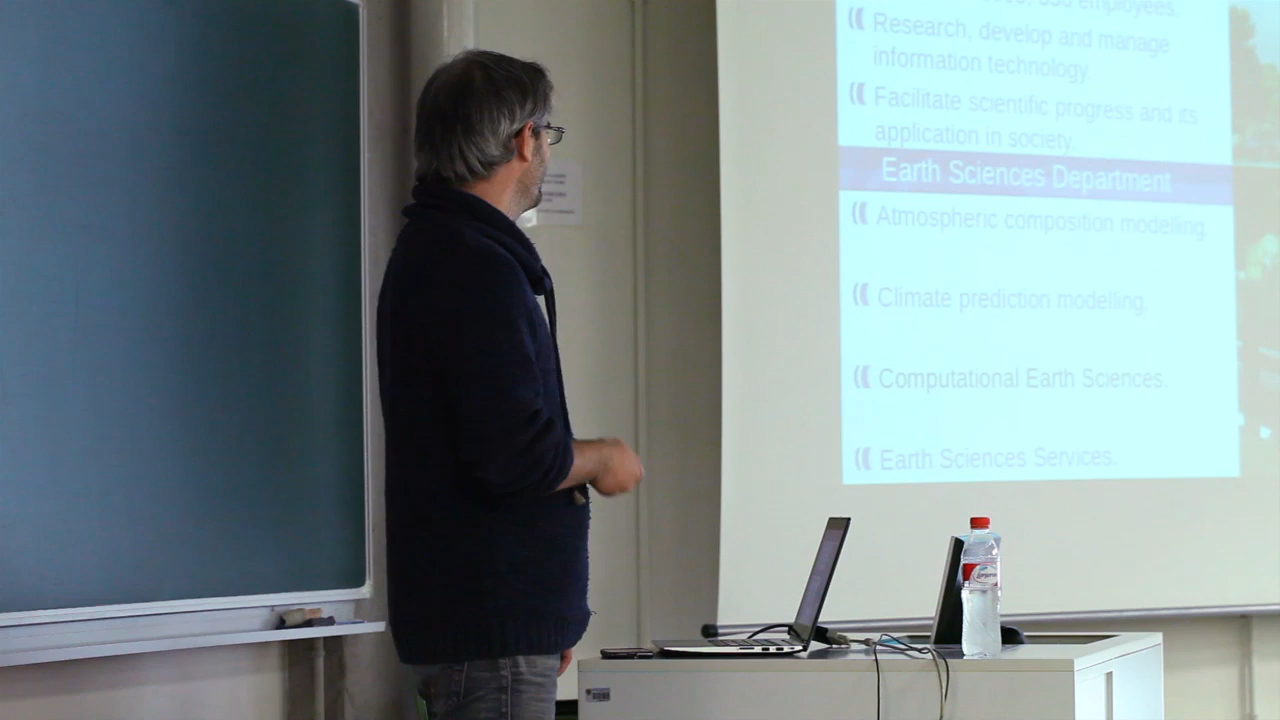 employees.
Research, develop and manage
information technology.
Facilitate scientific progress and its
application in society.
Earth Sciences Department
Atmospheric composition modelling.
Climate prediction modelling.
Computational Earth Sciences.
Earth Sciences Services.